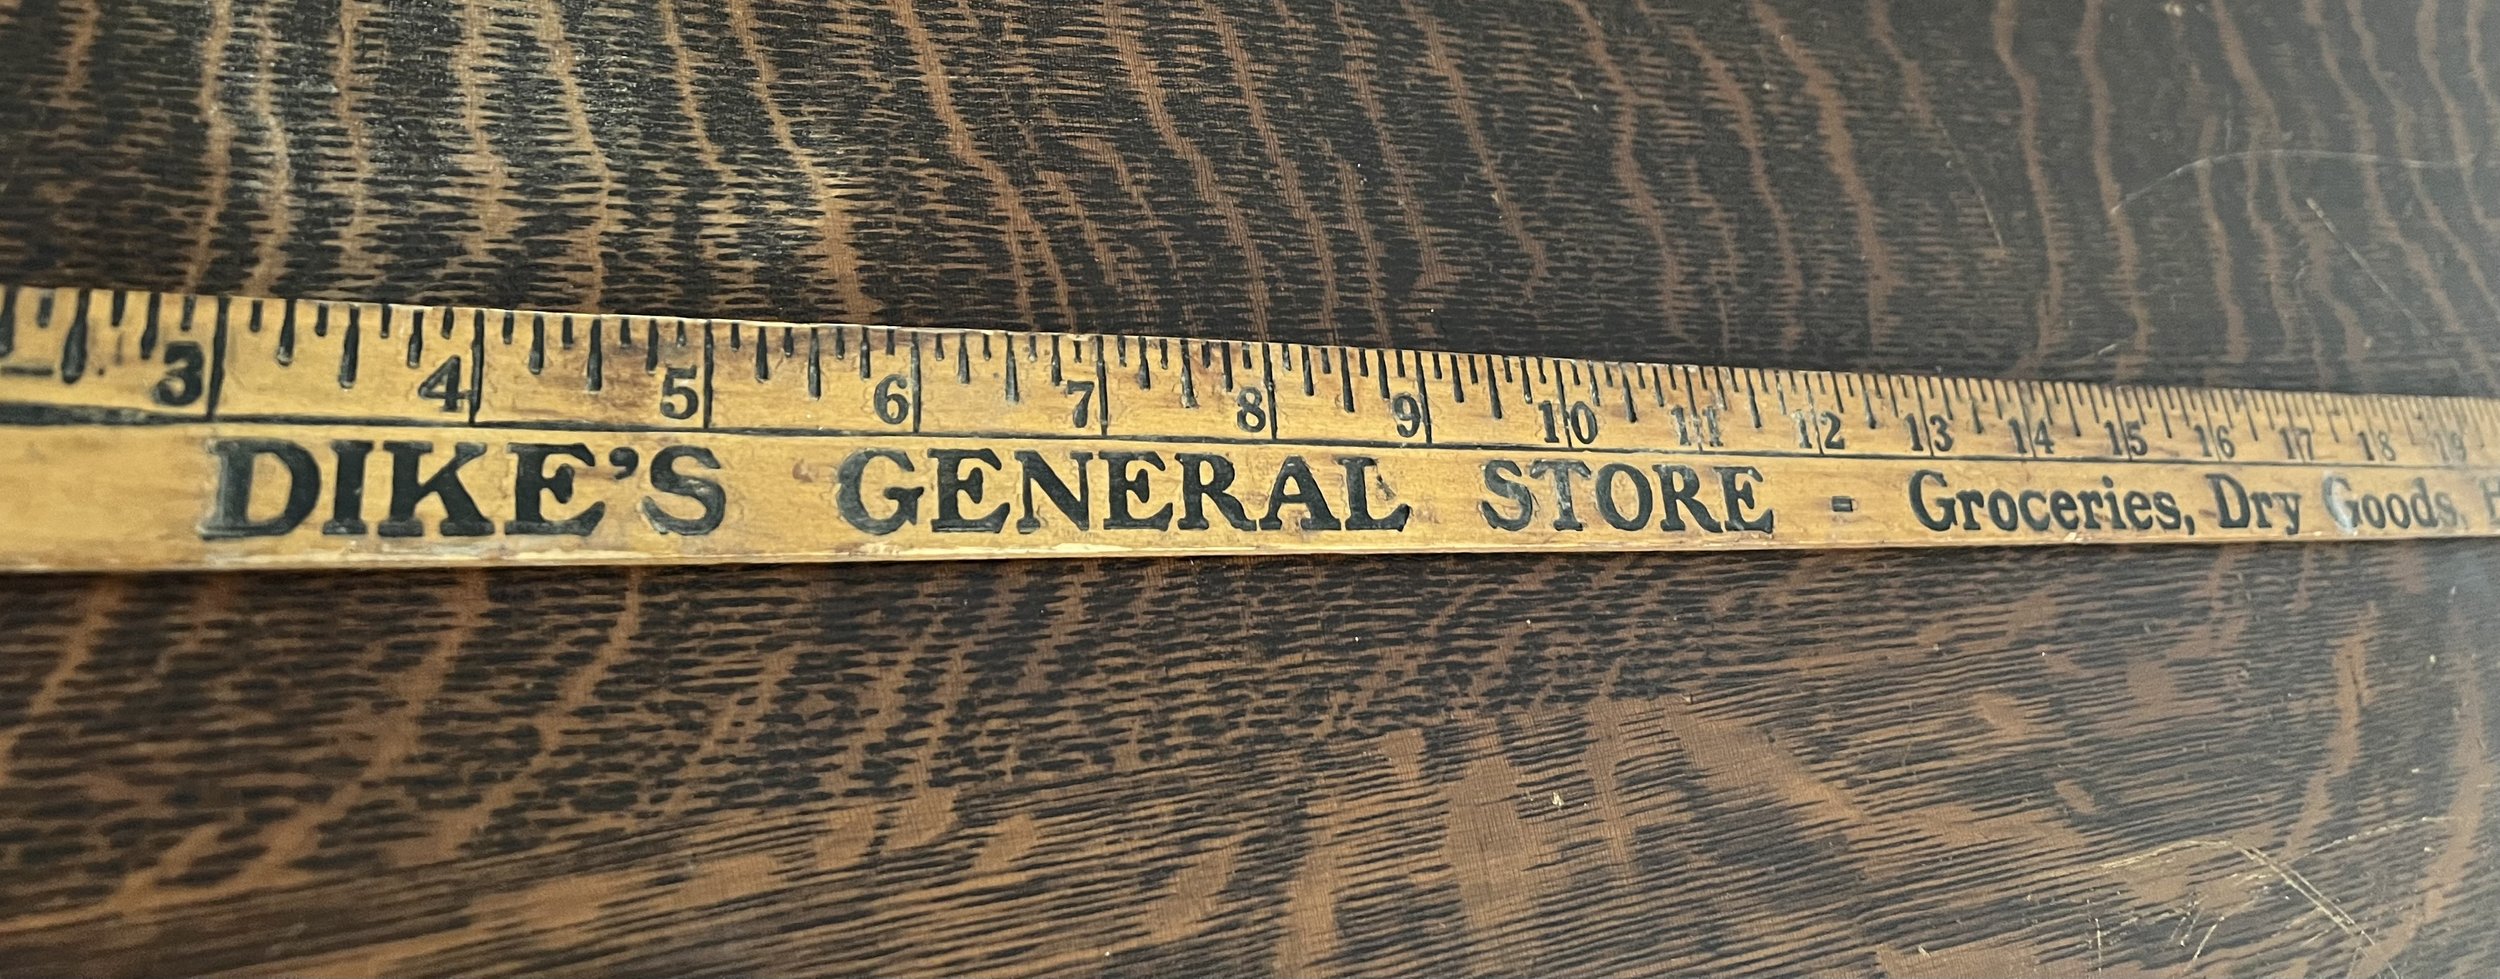 3 4 5 6 7 8 9 10 11 12 13 14 15 16 17 18 19
DIKE'S GENERAL STORE - Groceries, Dry Goods,